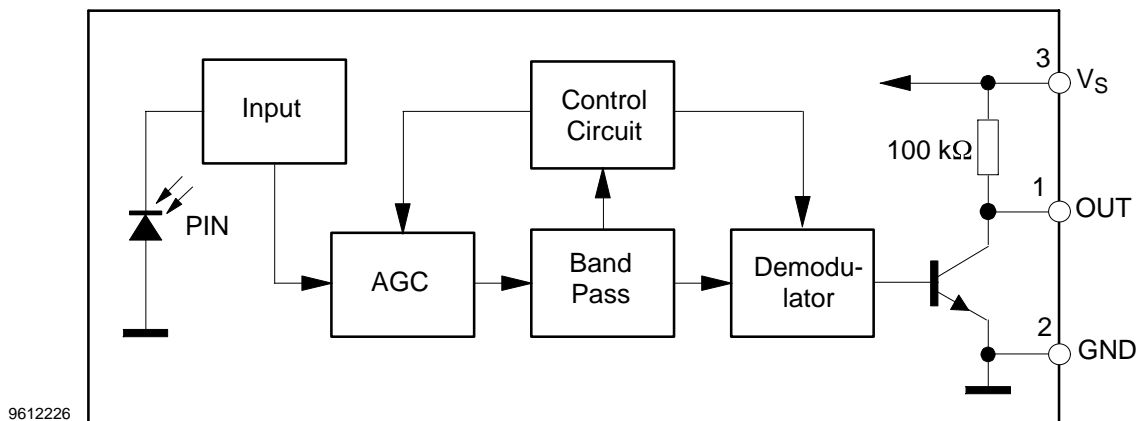 Input
Control
Circuit
3
V_S
100 kΩ
1
OUT
PIN
AGC
Band
Pass
Demodu-
lator
2
GND
9612226